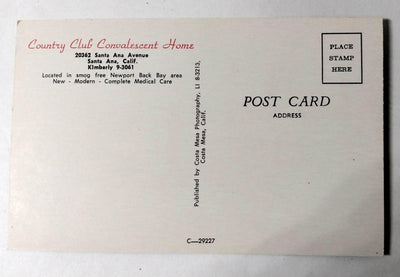 Country Club Convalescent Home
20362 Santa Ana Avenue
Santa Ana, Calif.
KImberly 9-3061
Located in smog free Newport Back Bay area
New - Modern - Complete Medical Care
Published by Costa Mesa Photography, LI 8-3213,
Costa Mesa, Calif.
PLACE
STAMP
HERE
POST CARD
ADDRESS
C—29227